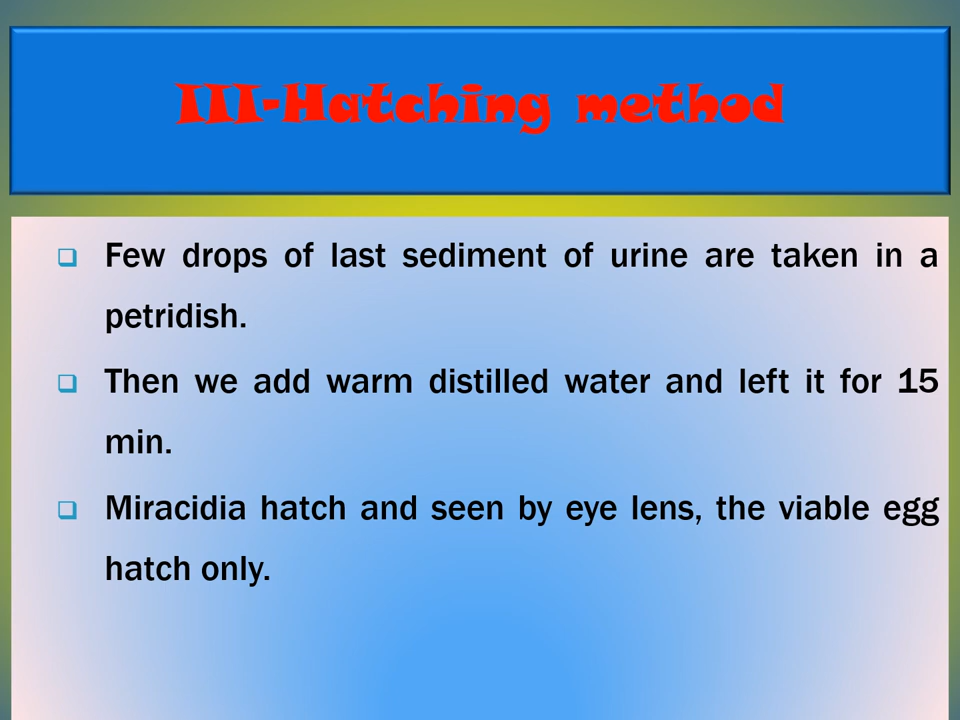 III-Hatching method
Few drops of last sediment of urine are taken in a
petridish.
Then we add warm distilled water and left it for 15
min.
Miracidia hatch and seen by eye lens, the viable egg
hatch only.